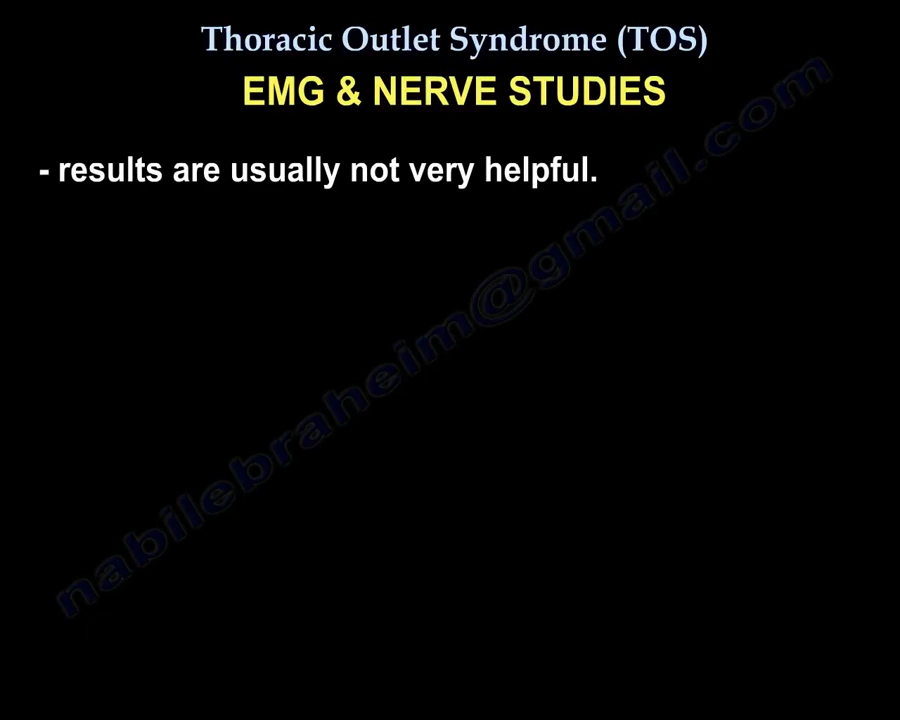 Thoracic Outlet Syndrome (TOS)
EMG & NERVE STUDIES
- results are usually not very helpful.
nabilebraheim@gmail.com